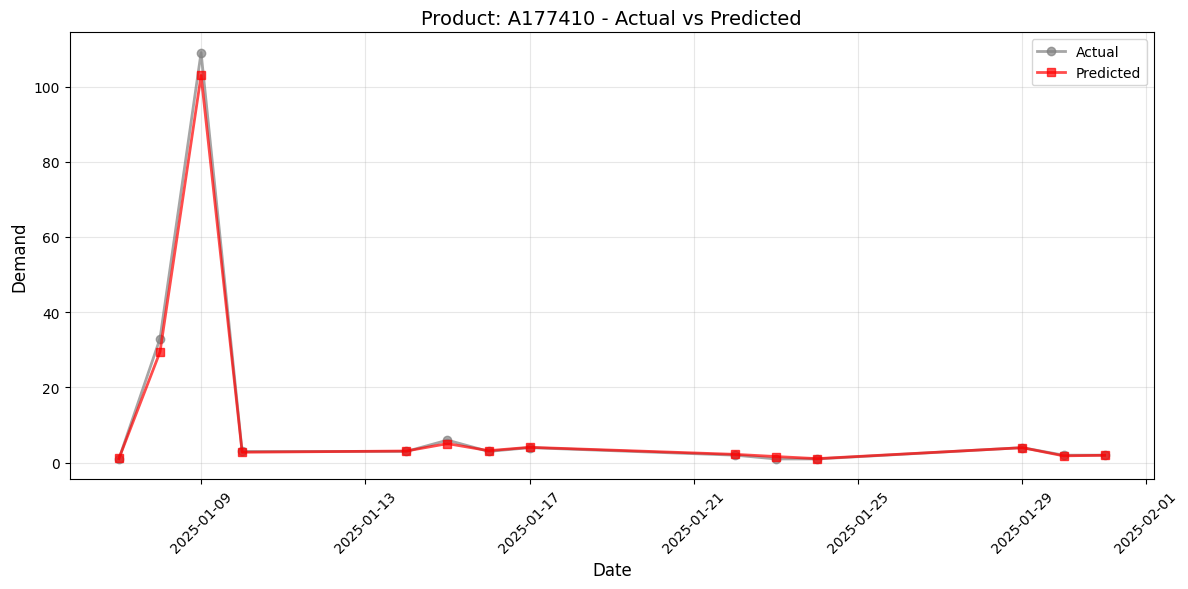 Product: A177410 - Actual vs Predicted
Actual
Predicted
Demand
100
80
60
40
20
0
2025-01-09
2025-01-13
2025-01-17
2025-01-21
2025-01-25
2025-01-29
2025-02-01
Date